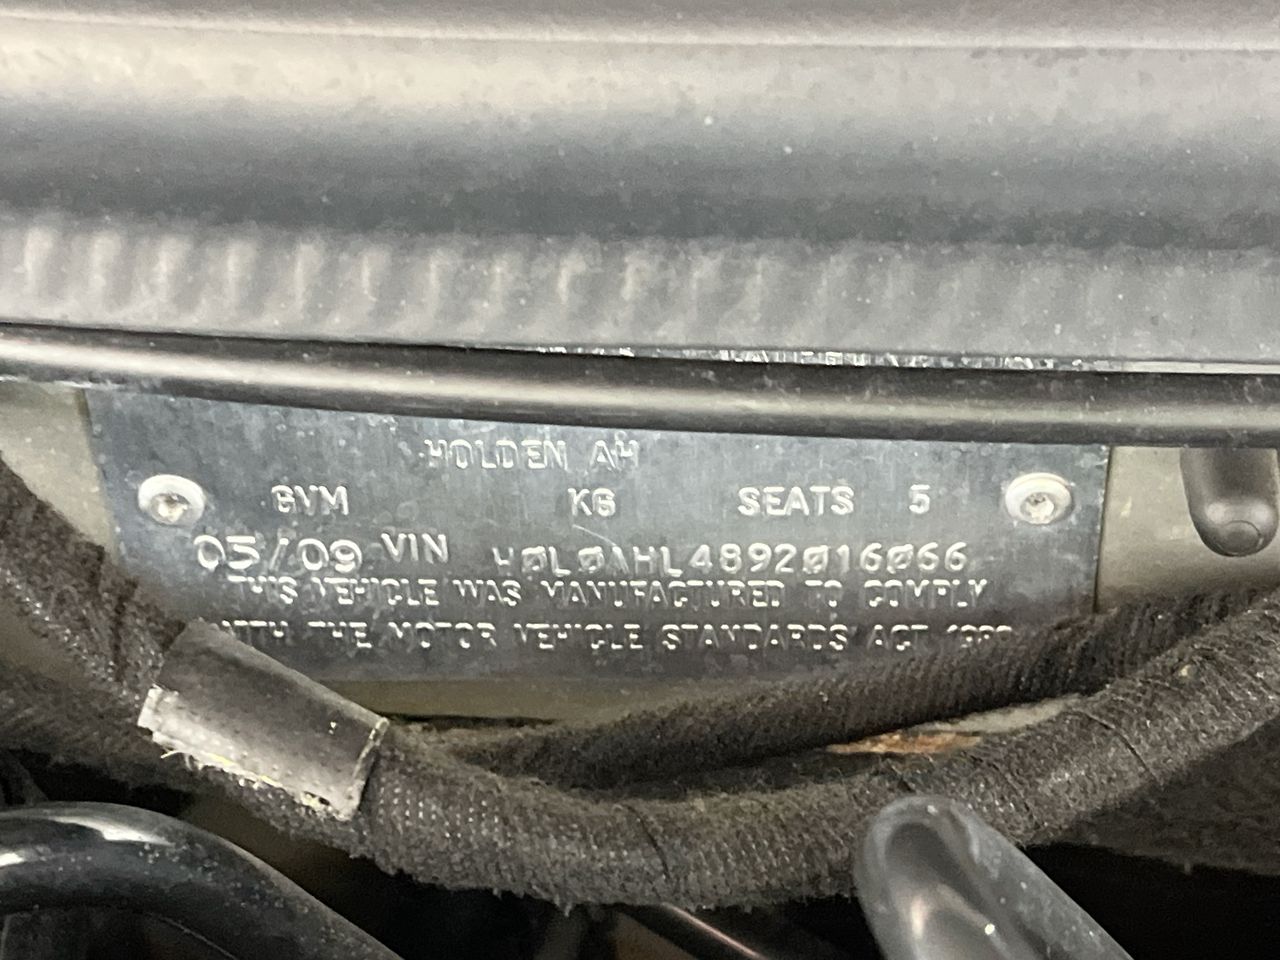 HOLDEN AH
GVM KG SEATS 5
05/09 VIN W0L0AHL4892016066
THIS VEHICLE WAS MANUFACTURED TO COMPLY
WITH THE MOTOR VEHICLE STANDARDS ACT